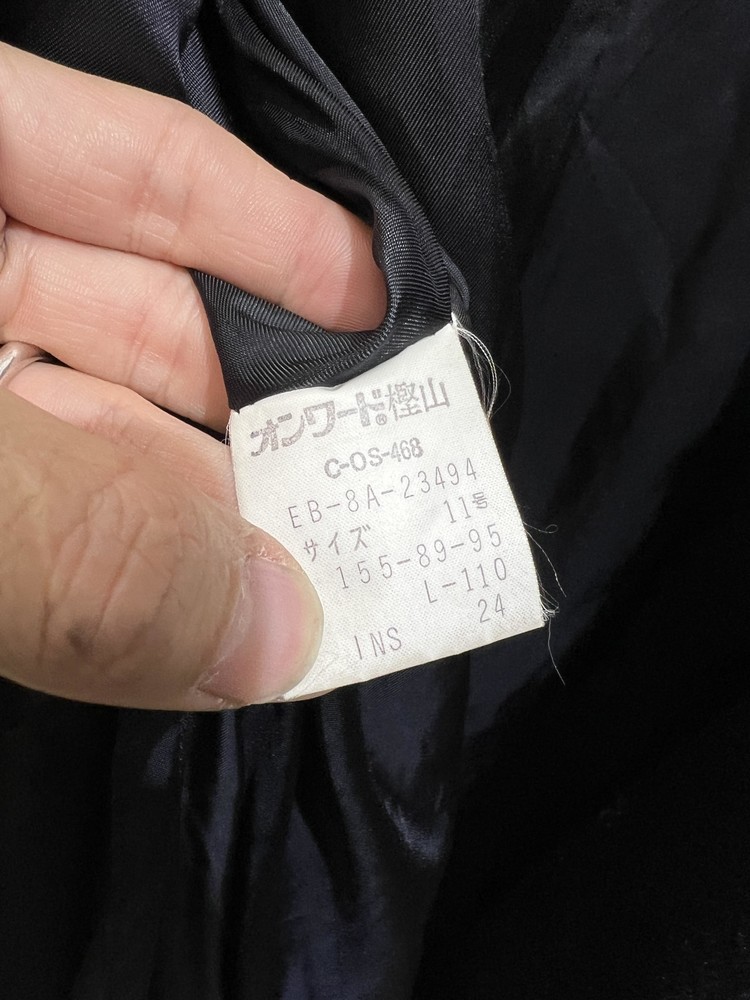 オンワード®樫山
C-OS-468
EB-8A-23494
サイズ 11号
155-89-95
L-110
INS 24